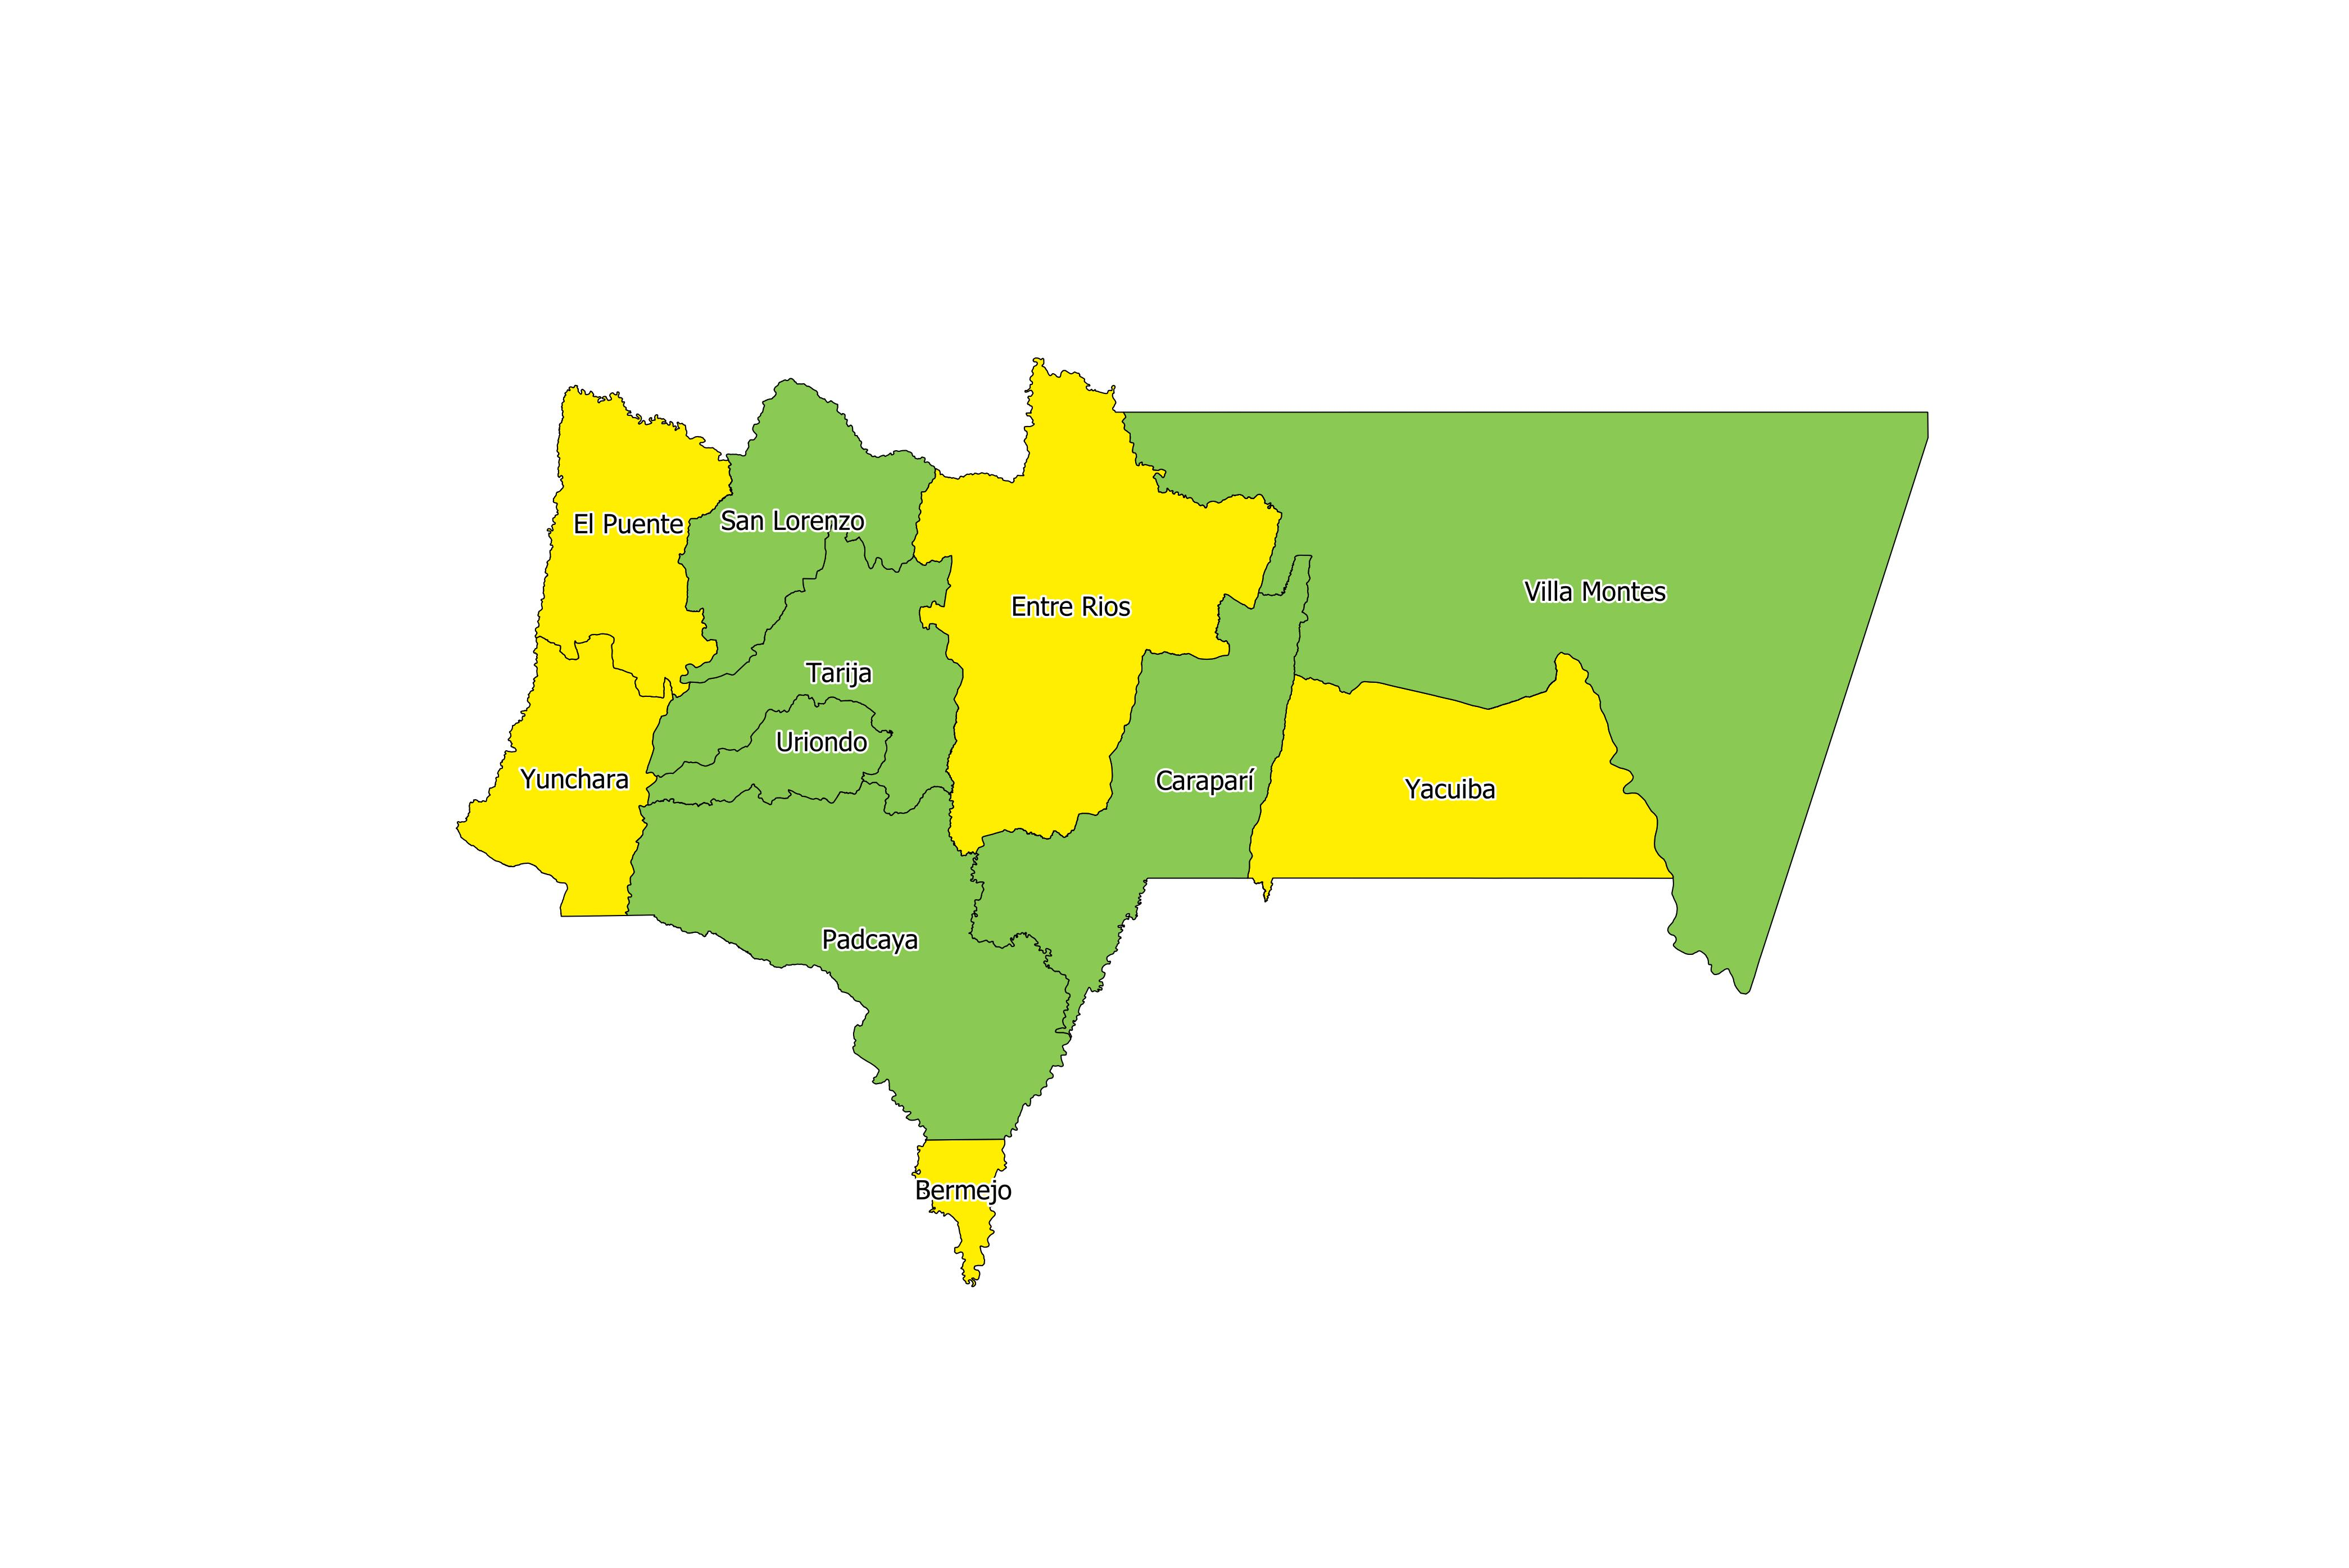 San Lorenzo
El Puente
Villa Montes
Entre Rios
Tarija
Uriondo
Yunchara
Caraparí
Yacuiba
Padcaya
Bermejo